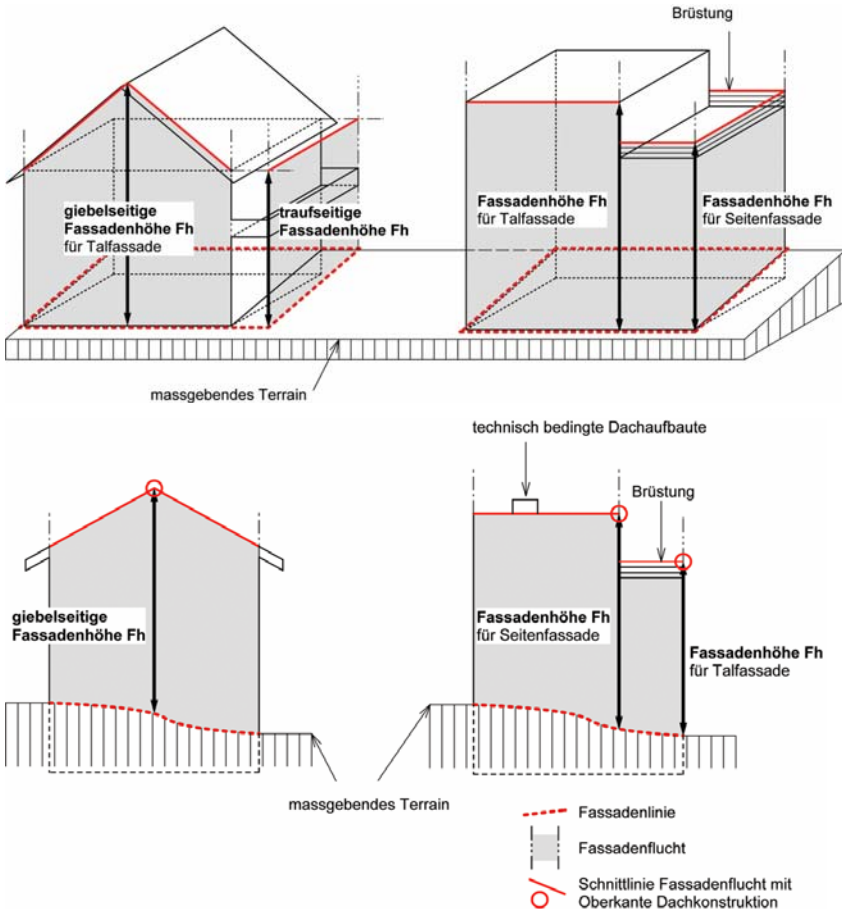 Brüstung
giebelseitige
Fassadenhöhe Fh
für Talfassade
traufseitige
Fassadenhöhe Fh
Fassadenhöhe Fh
für Talfassade
Fassadenhöhe Fh
für Seitenfassade
massgebendes Terrain
technisch bedingte Dachaufbaute
Brüstung
giebelseitige
Fassadenhöhe Fh
Fassadenhöhe Fh
für Seitenfassade
Fassadenhöhe Fh
für Talfassade
massgebendes Terrain
Fassadenlinie
Fassadenflucht
Schnittlinie Fassadenflucht mit
Oberkante Dachkonstruktion